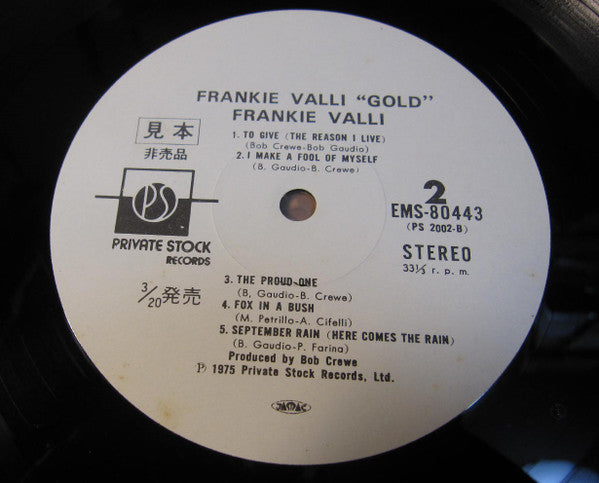 FRANKIE VALLI "GOLD"
FRANKIE VALLI
見本
非売品
1. TO GIVE (THE REASON I LIVE)
(Bob Crewe-Bob Gaudio)
2. I MAKE A FOOL OF MYSELF
(B. Gaudio-B. Crewe)
PS
PRIVATE STOCK
RECORDS
2
EMS-80443
(PS 2002-B)
STEREO
33⅓ r. p. m.
3/20発売
3. THE PROUD ONE
(B. Gaudio-B. Crewe)
4. FOX IN A BUSH
(M. Petrillo-A. Cifelli)
5. SEPTEMBER RAIN (HERE COMES THE RAIN)
(B. Gaudio-P. Farina)
Produced by Bob Crewe
℗ 1975 Private Stock Records, Ltd.
JASRAC